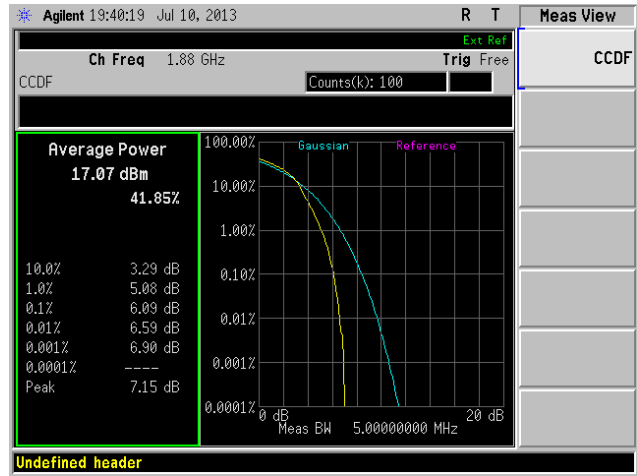 Agilent 19:40:19 Jul 10, 2013 R T Meas View
Ext Ref
Ch Freq 1.88 GHz Trig Free
CCDF
CCDF Counts(k): 100
Average Power
17.07 dBm
41.85%
10.0% 3.29 dB
1.0% 5.08 dB
0.1% 6.09 dB
0.01% 6.59 dB
0.001% 6.90 dB
0.0001% ----
Peak 7.15 dB
Gaussian Reference
100.00%
10.00%
1.00%
0.10%
0.01%
0.001%
0.0001%
0 dB 20 dB
Meas BW 5.00000000 MHz
Undefined header